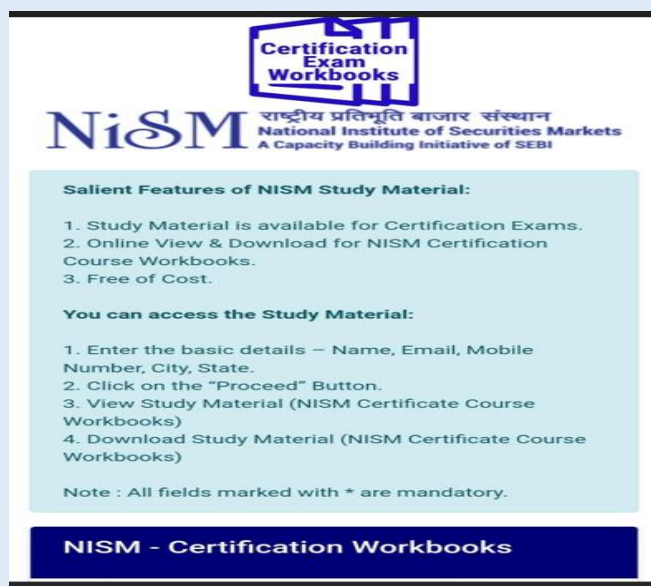 Certification
Exam
Workbooks
NiSM
राष्ट्रीय प्रतिभूति बाजार संस्थान
National Institute of Securities Markets
A Capacity Building Initiative of SEBI
Salient Features of NISM Study Material:
1. Study Material is available for Certification Exams.
2. Online View & Download for NISM Certification
Course Workbooks.
3. Free of Cost.
You can access the Study Material:
1. Enter the basic details – Name, Email, Mobile
Number, City, State.
2. Click on the “Proceed” Button.
3. View Study Material (NISM Certificate Course
Workbooks)
4. Download Study Material (NISM Certificate Course
Workbooks)
Note : All fields marked with * are mandatory.
NISM - Certification Workbooks